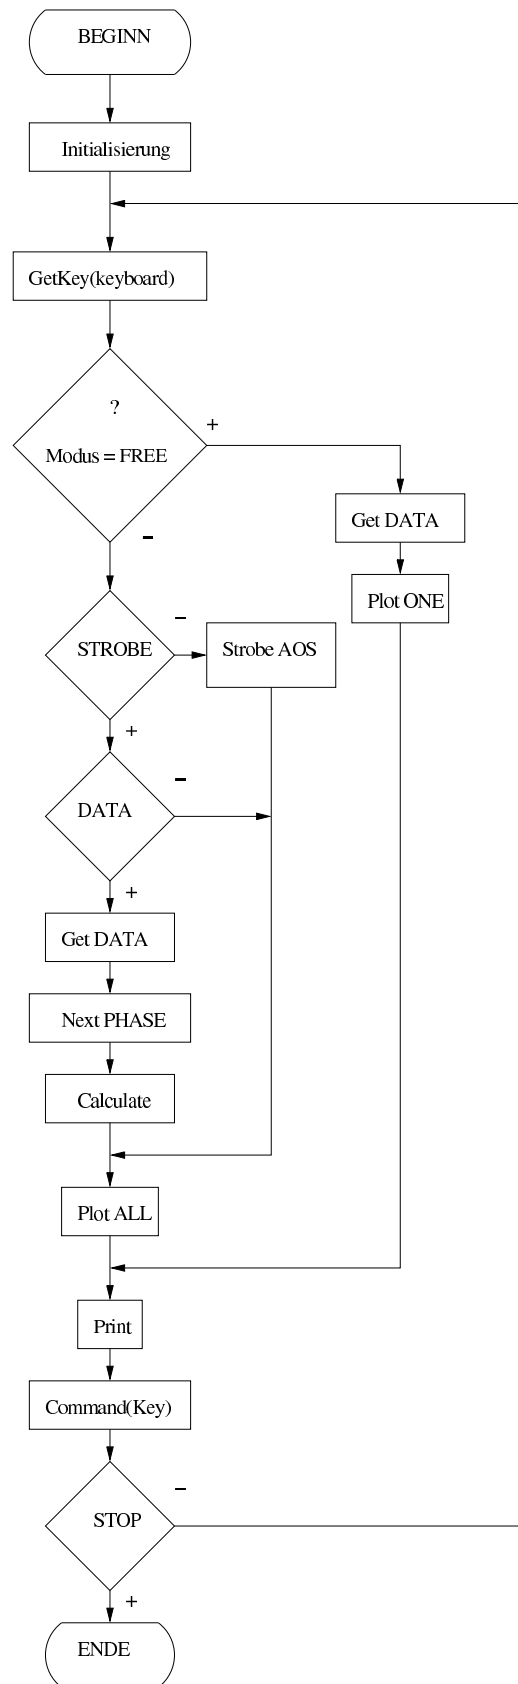 BEGINN
Initialisierung
GetKey(keyboard)
?
+
Modus = FREE
Get DATA
−
Plot ONE
−
STROBE
Strobe AOS
+
−
DATA
+
Get DATA
Next PHASE
Calculate
Plot ALL
Print
Command(Key)
−
STOP
+
ENDE